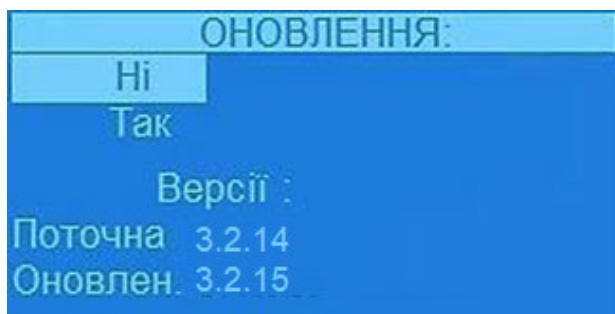 ОНОВЛЕННЯ:
Ні
Так
Версії :
Поточна 3.2.14
Оновлен. 3.2.15